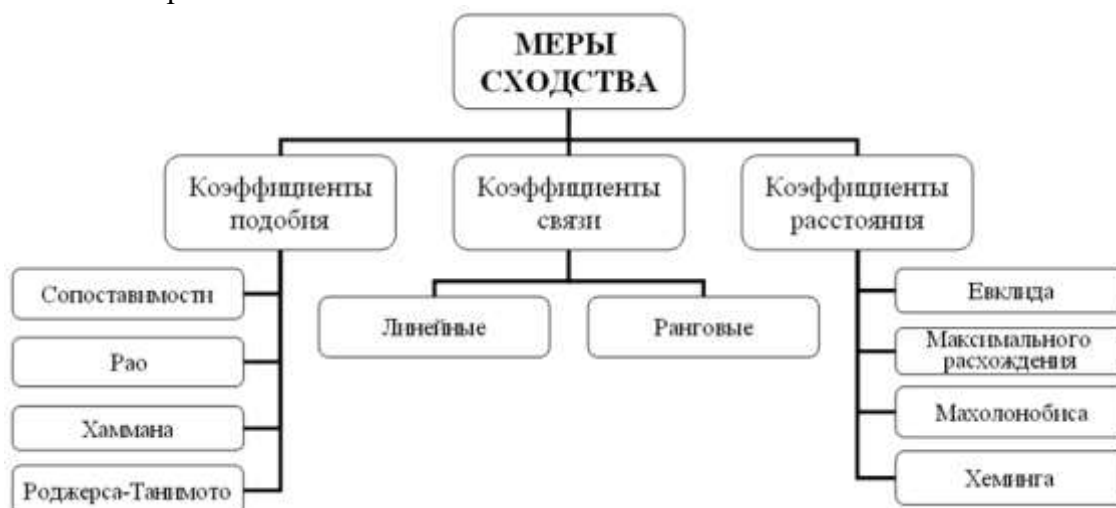 МЕРЫ
СХОДСТВА
Коэффициенты
подобия
Коэффициенты
связи
Коэффициенты
расстояния
Сопоставимости
Рао
Хаммана
Роджерса-Танимото
Линейные
Ранговые
Евклида
Максимального
расхождения
Махолонобиса
Хеминга